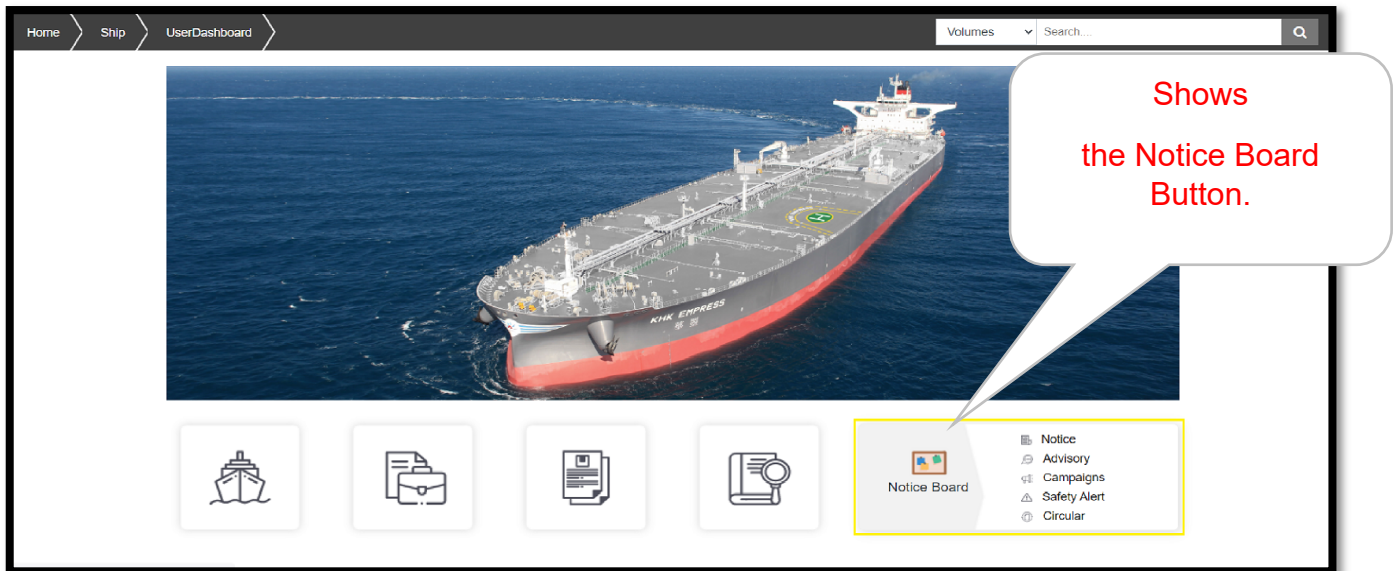 Home Ship UserDashboard Volumes Search....
Shows
the Notice Board
Button.
KHK EMPRESS
Notice Board
Notice
Advisory
Campaigns
Safety Alert
Circular